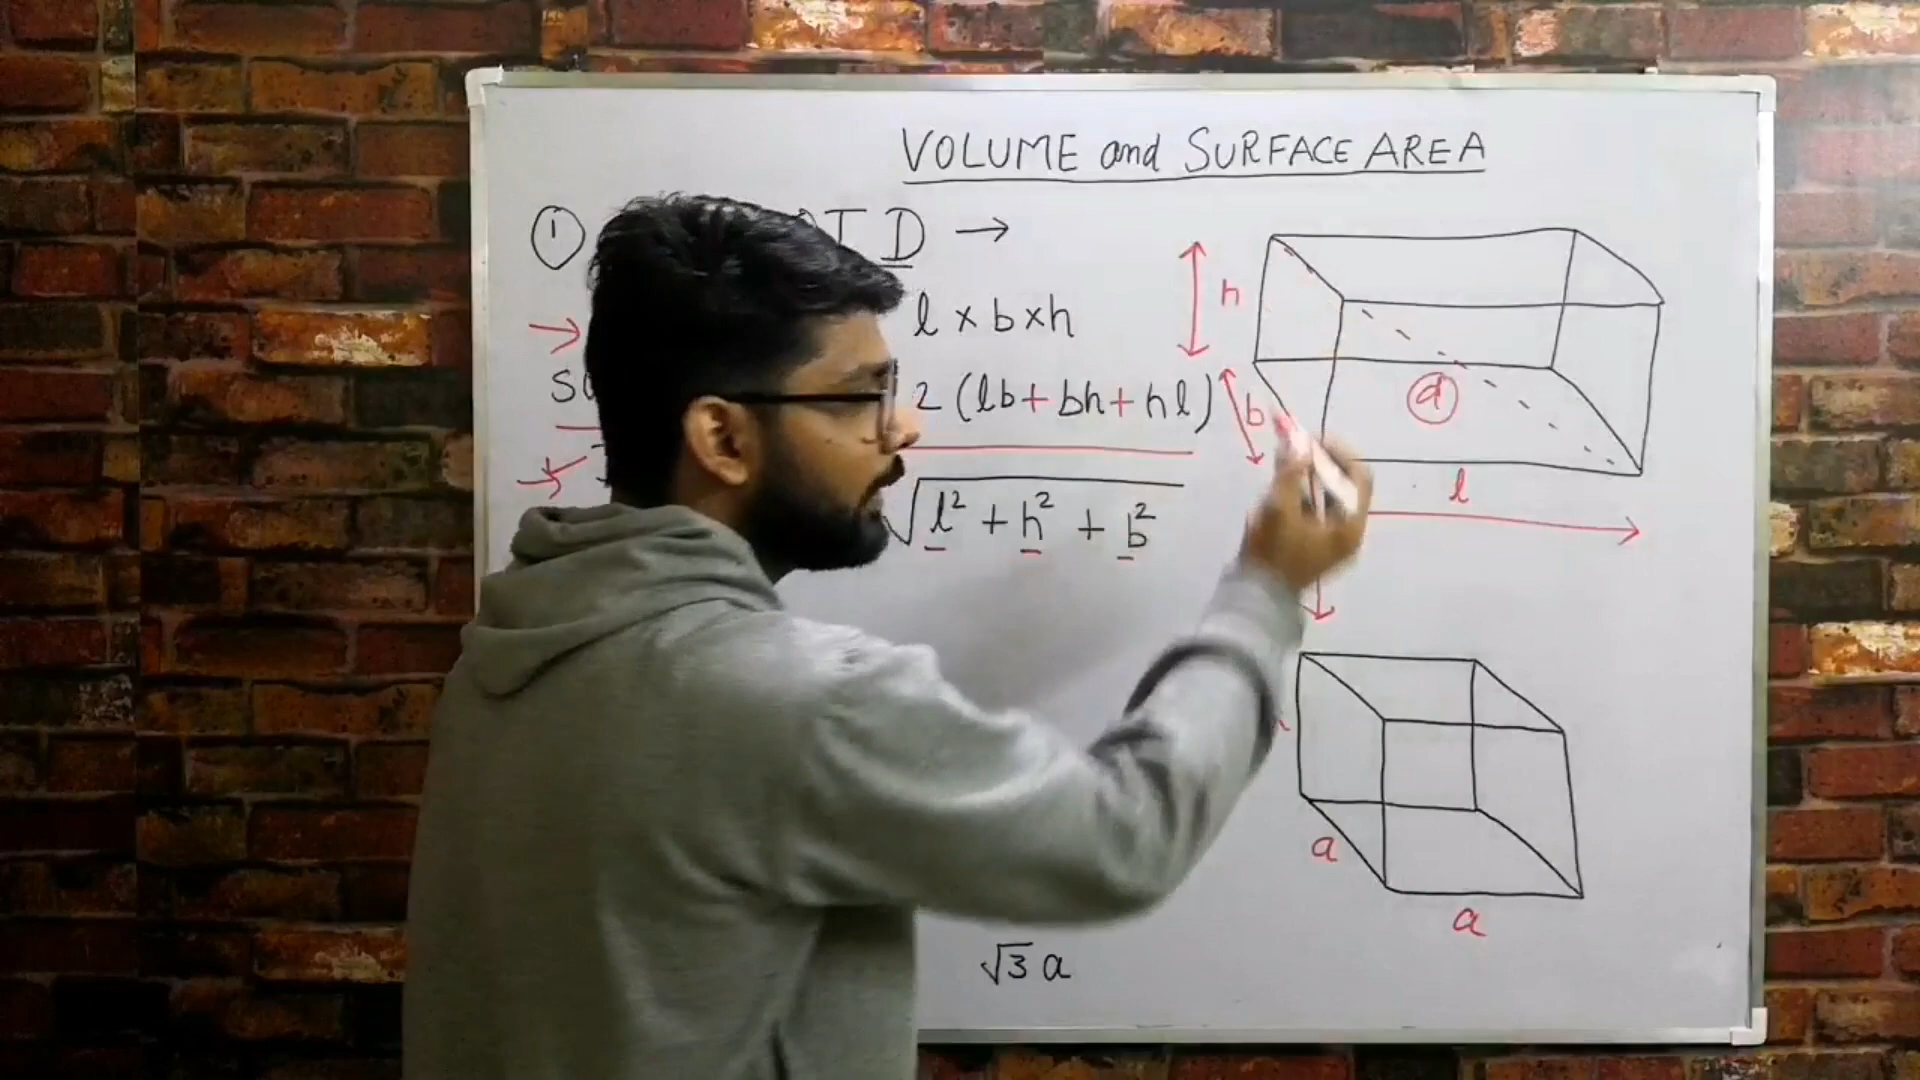 VOLUME and SURFACE AREA
① I D →
l x b x h
2 (lb + bh + hl)
√l² + h² + b²
h
b
d
l
a
a
√3 a